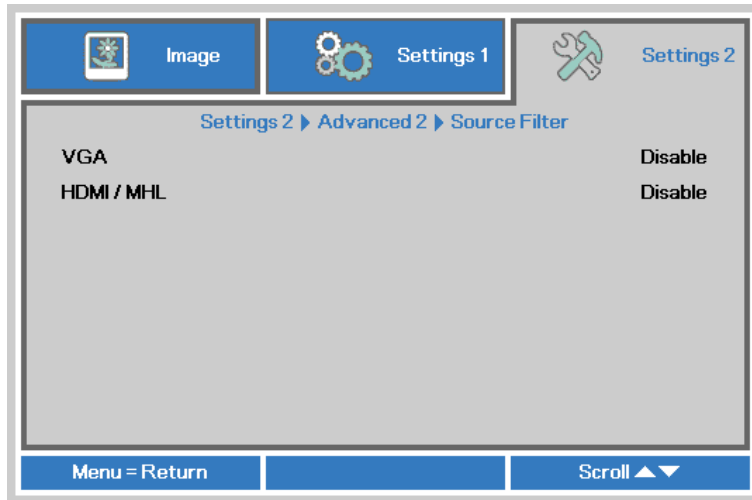 Image
Settings 1
Settings 2
Settings 2 ▶ Advanced 2 ▶ Source Filter
VGA Disable
HDMI / MHL Disable
Menu = Return
Scroll ▲▼